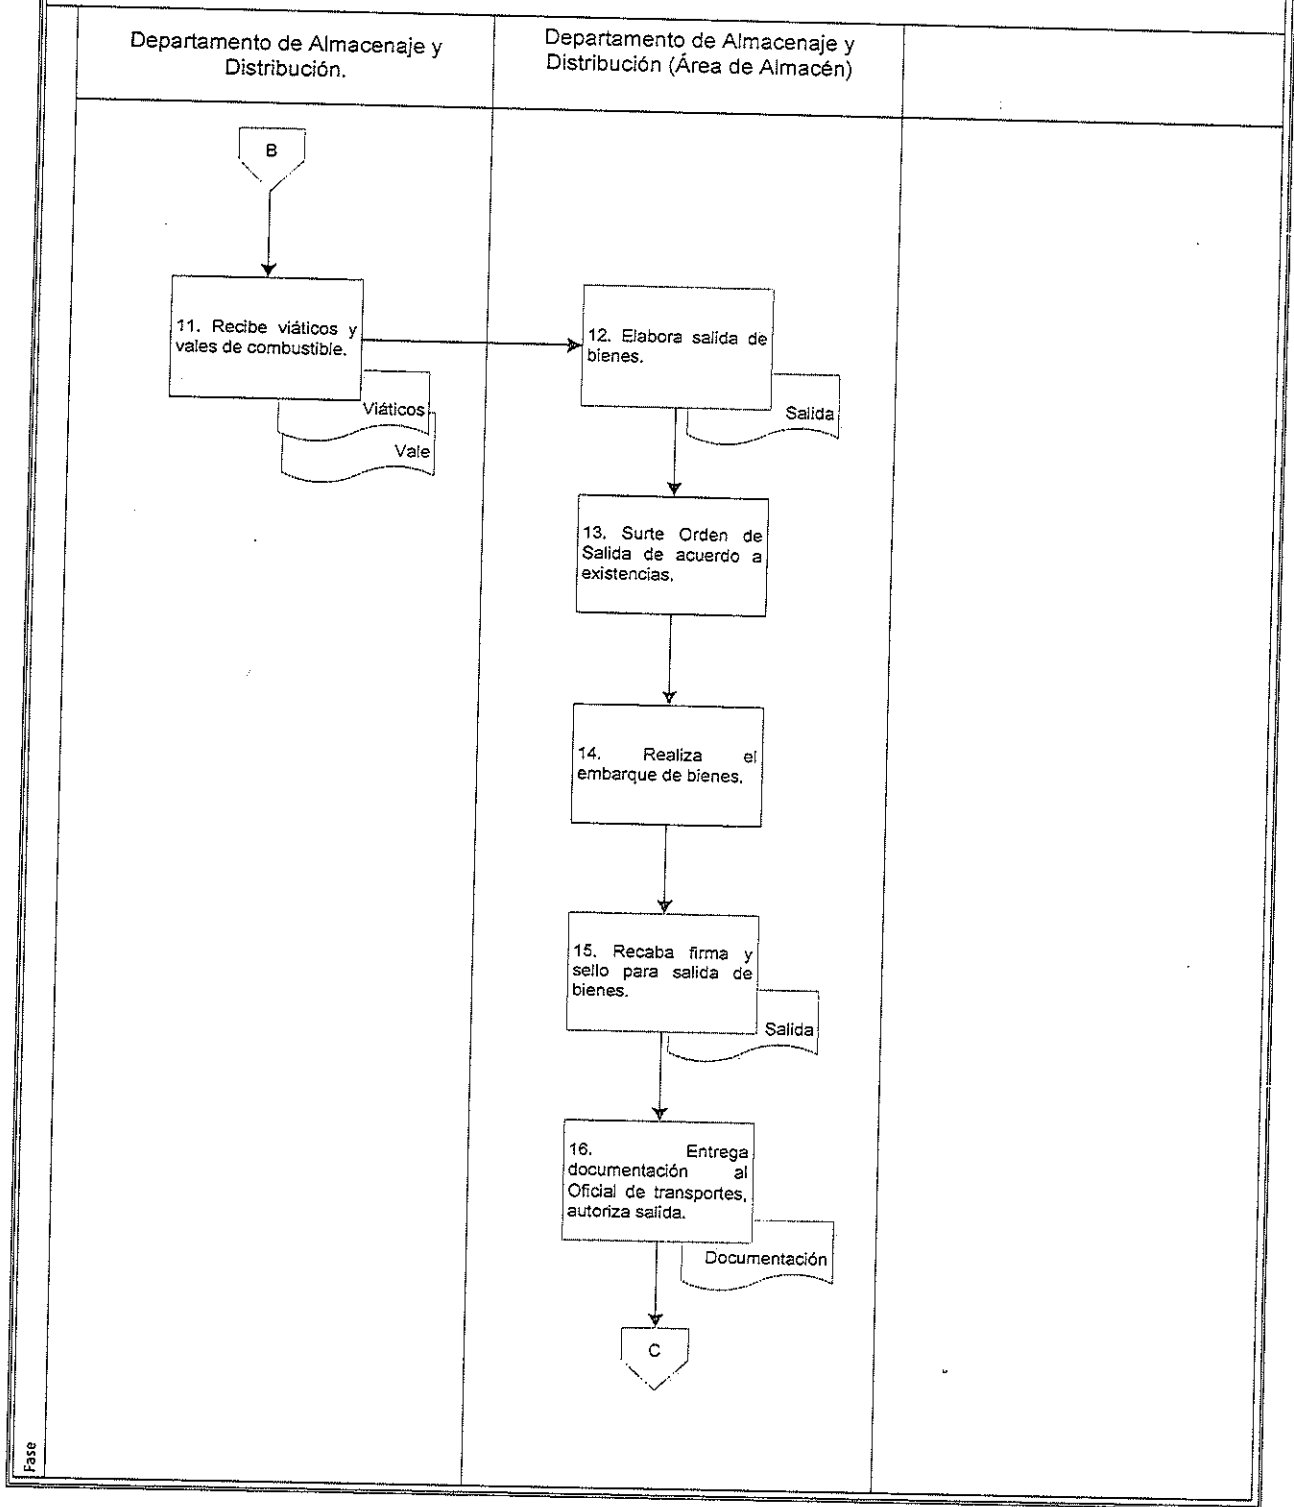 Departamento de Almacenaje y
Distribución.
Departamento de Almacenaje y
Distribución (Área de Almacén)
B
11. Recibe viáticos y
vales de combustible.
Viáticos
Vale
12. Elabora salida de
bienes.
Salida
13. Surte Orden de
Salida de acuerdo a
existencias.
14. Realiza el
embarque de bienes.
15. Recaba firma y
sello para salida de
bienes.
Salida
16. Entrega
documentación al
Oficial de transportes,
autoriza salida.
Documentación
C
Fase